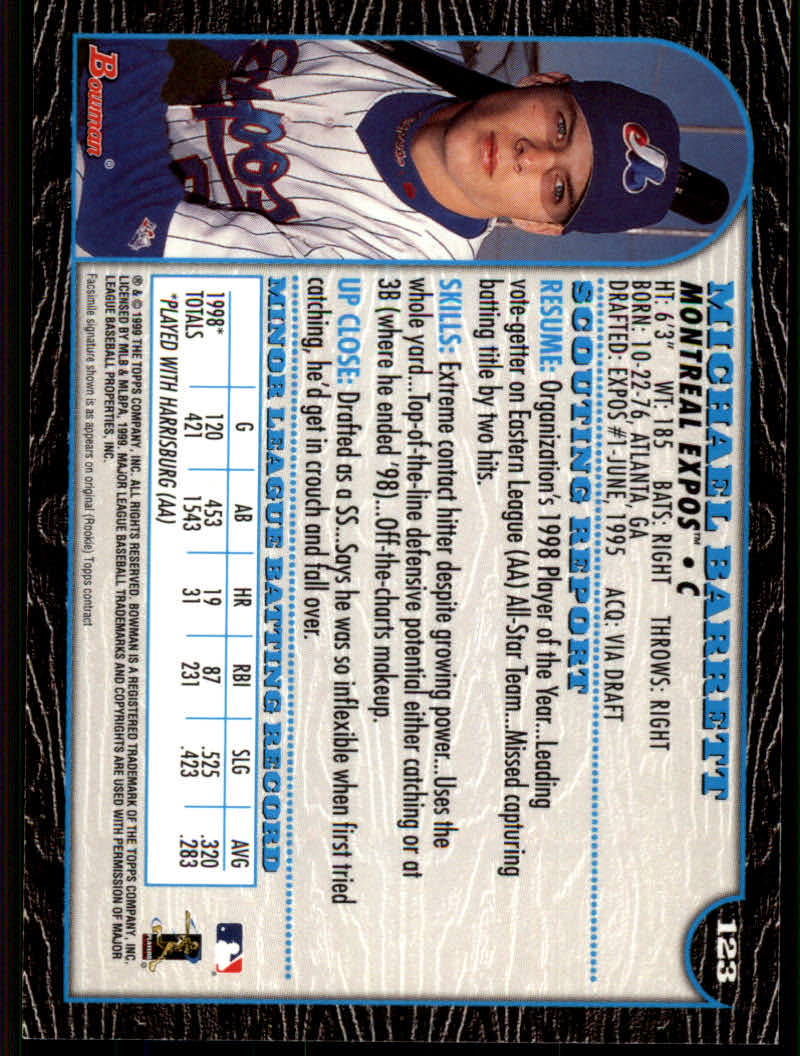 123
MICHAEL BARRETT
MONTREAL EXPOS™ • C
HT: 6'3" WT: 185 BATS: RIGHT THROWS: RIGHT
BORN: 10-22-76, ATLANTA, GA
DRAFTED: EXPOS #1-JUNE, 1995 ACQ: VIA DRAFT
SCOUTING REPORT
RESUME: Organization's 1998 Player of the Year...Leading
vote-getter on Eastern League (AA) All-Star Team...Missed capturing
batting title by two hits.
SKILLS: Extreme contact hitter despite growing power...Uses the
whole yard...Top-of-the-line defensive potential either catching or at
3B (where he ended '98)...Off-the-charts makeup.
UP CLOSE: Drafted as a SS...Says he was so inflexible when first tried
catching, he'd get in crouch and fall over.
MINOR LEAGUE BATTING RECORD
G AB HR RBI SLG AVG
1998* 120 453 19 87 .525 .320
TOTALS 421 1543 31 231 .423 .283
*PLAYED WITH HARRISBURG (AA)
® & © 1999 THE TOPPS COMPANY, INC. ALL RIGHTS RESERVED. BOWMAN IS A REGISTERED TRADEMARK OF THE TOPPS COMPANY, INC.
LICENSED BY MLB & MLBPA, 1999. MAJOR LEAGUE BASEBALL TRADEMARKS AND COPYRIGHTS ARE USED WITH PERMISSION OF MAJOR
LEAGUE BASEBALL PROPERTIES, INC.
Facsimile signature shown is as appears on original (Rookie) Topps contract
Expos
Bowman ®